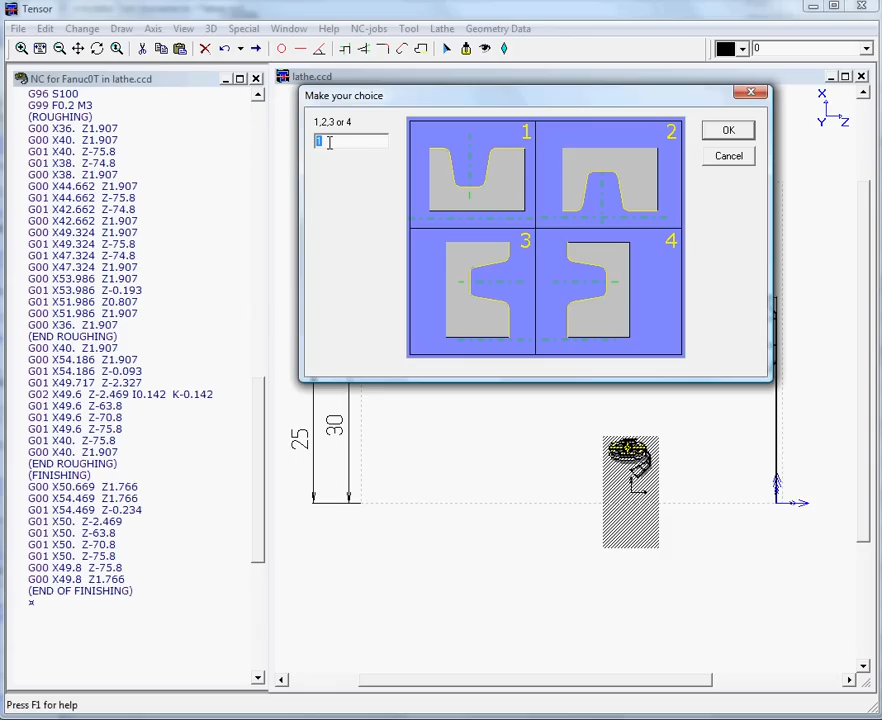 Tensor
File Edit Change Draw Axis View 3D Special Window Help NC-jobs Tool Lathe Geometry Data
0
NC for Fanuc0T in lathe.ccd
lathe.ccd
G96 S100
G99 F0.2 M3
(ROUGHING)
G00 X36. Z1.907
G00 X40. Z1.907
G01 X40. Z-75.8
G01 X38. Z-74.8
G00 X38. Z1.907
G00 X44.662 Z1.907
G01 X44.662 Z-75.8
G01 X42.662 Z-74.8
G00 X42.662 Z1.907
G00 X49.324 Z1.907
G01 X49.324 Z-75.8
G01 X47.324 Z-74.8
G00 X47.324 Z1.907
G00 X53.986 Z1.907
G01 X53.986 Z-0.193
G01 X51.986 Z0.807
G00 X51.986 Z1.907
G00 X36. Z1.907
(END ROUGHING)
G00 X40. Z1.907
G00 X54.186 Z1.907
G01 X54.186 Z-0.093
G01 X49.717 Z-2.327
G02 X49.6 Z-2.469 I0.142 K-0.142
G01 X49.6 Z-63.8
G01 X49.6 Z-70.8
G01 X49.6 Z-75.8
G01 X40. Z-75.8
G00 X40. Z1.907
(END ROUGHING)
(FINISHING)
G00 X50.669 Z1.766
G00 X54.469 Z1.766
G01 X54.469 Z-0.234
G01 X50. Z-2.469
G01 X50. Z-63.8
G01 X50. Z-70.8
G01 X50. Z-75.8
G00 X49.8 Z-75.8
G00 X49.8 Z1.766
(END OF FINISHING)
¤
Make your choice
1,2,3 or 4
1
OK
Cancel
1
2
3
4
X
Y
Z
25
30
Press F1 for help